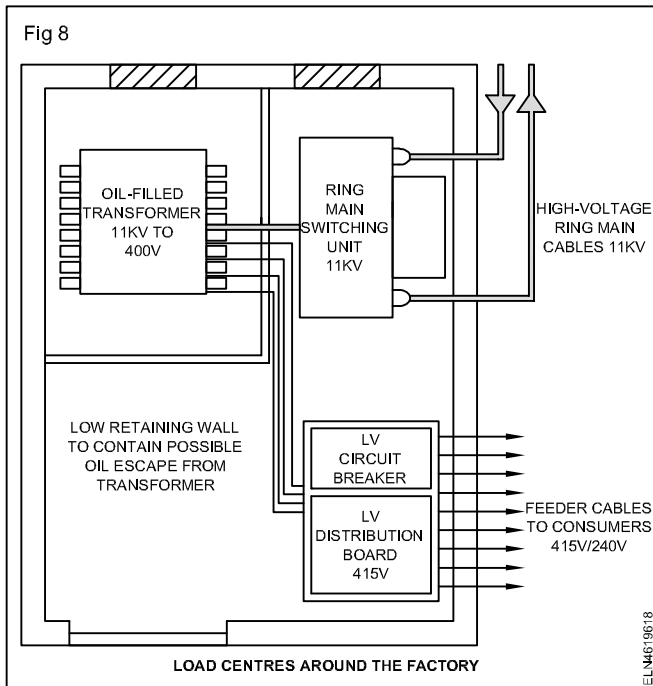 Fig 8
OIL-FILLED
TRANSFORMER
11KV TO
400V
RING
MAIN
SWITCHING
UNIT
11KV
HIGH-VOLTAGE
RING MAIN
CABLES 11KV
LOW RETAINING WALL
TO CONTAIN POSSIBLE
OIL ESCAPE FROM
TRANSFORMER
LV
CIRCUIT
BREAKER
LV
DISTRIBUTION
BOARD
415V
FEEDER CABLES
TO CONSUMERS
415V/240V
LOAD CENTRES AROUND THE FACTORY
ELN4619618